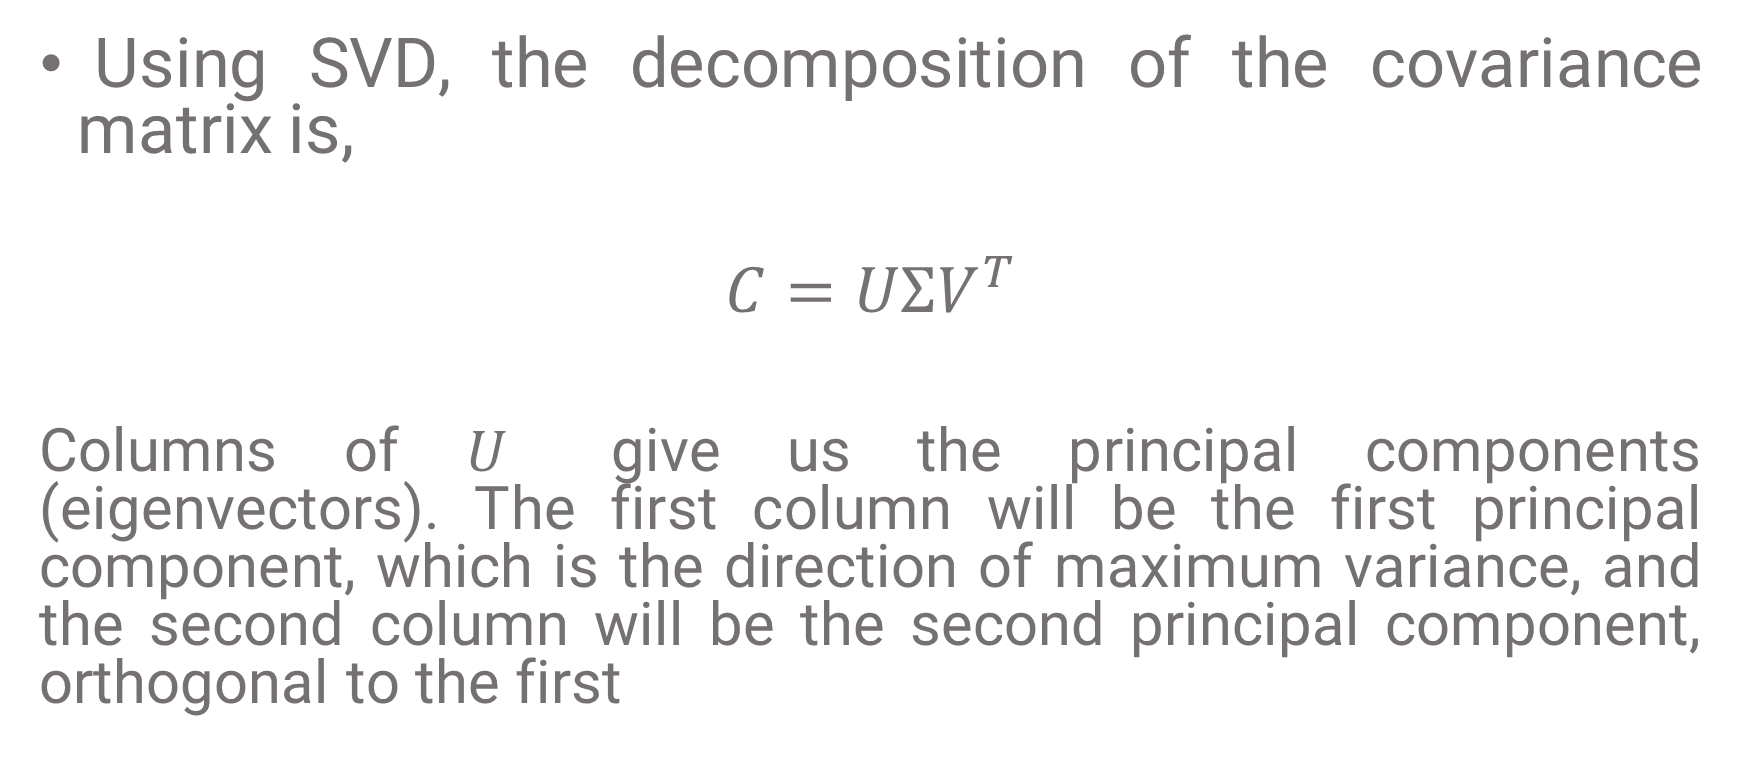 • Using SVD, the decomposition of the covariance
matrix is,
C = UΣV^T
Columns of U give us the principal components
(eigenvectors). The first column will be the first principal
component, which is the direction of maximum variance, and
the second column will be the second principal component,
orthogonal to the first